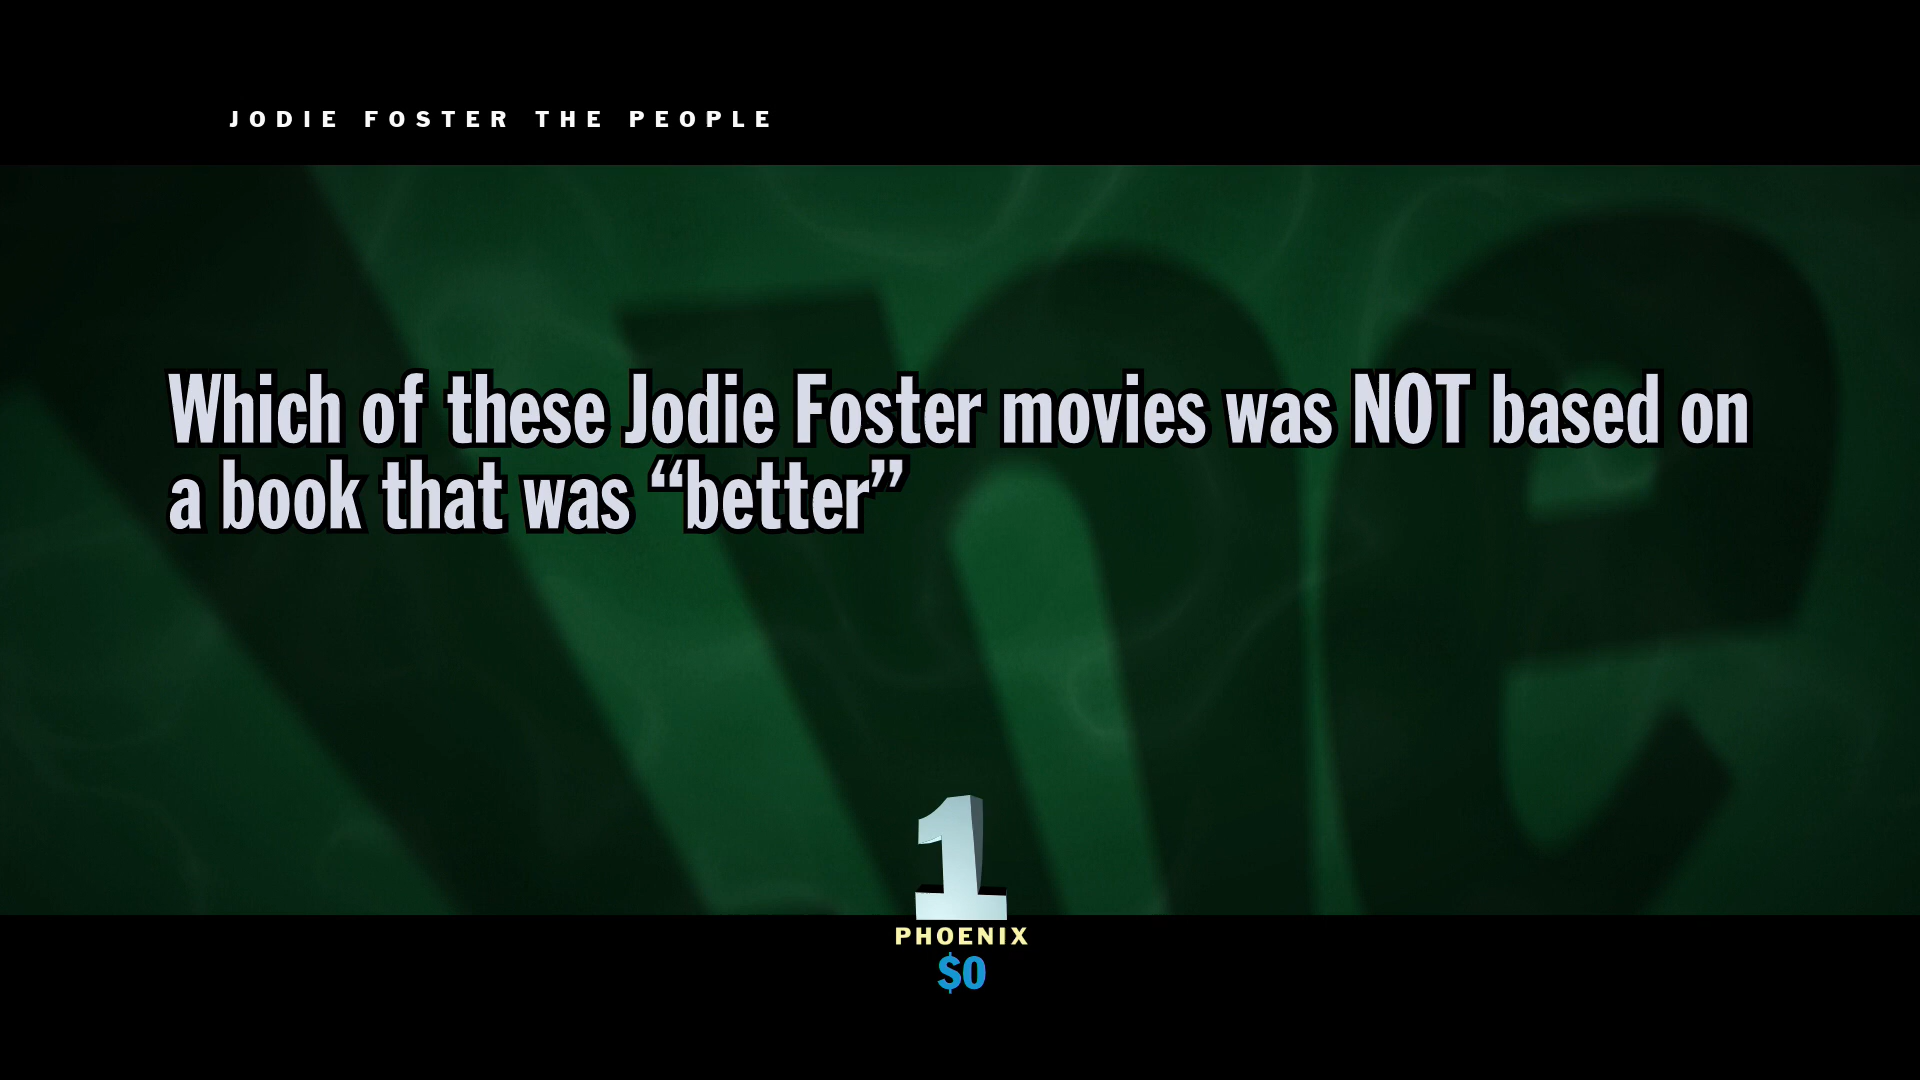 JODIE FOSTER THE PEOPLE
Which of these Jodie Foster movies was NOT based on
a book that was “better”
1
PHOENIX
$0